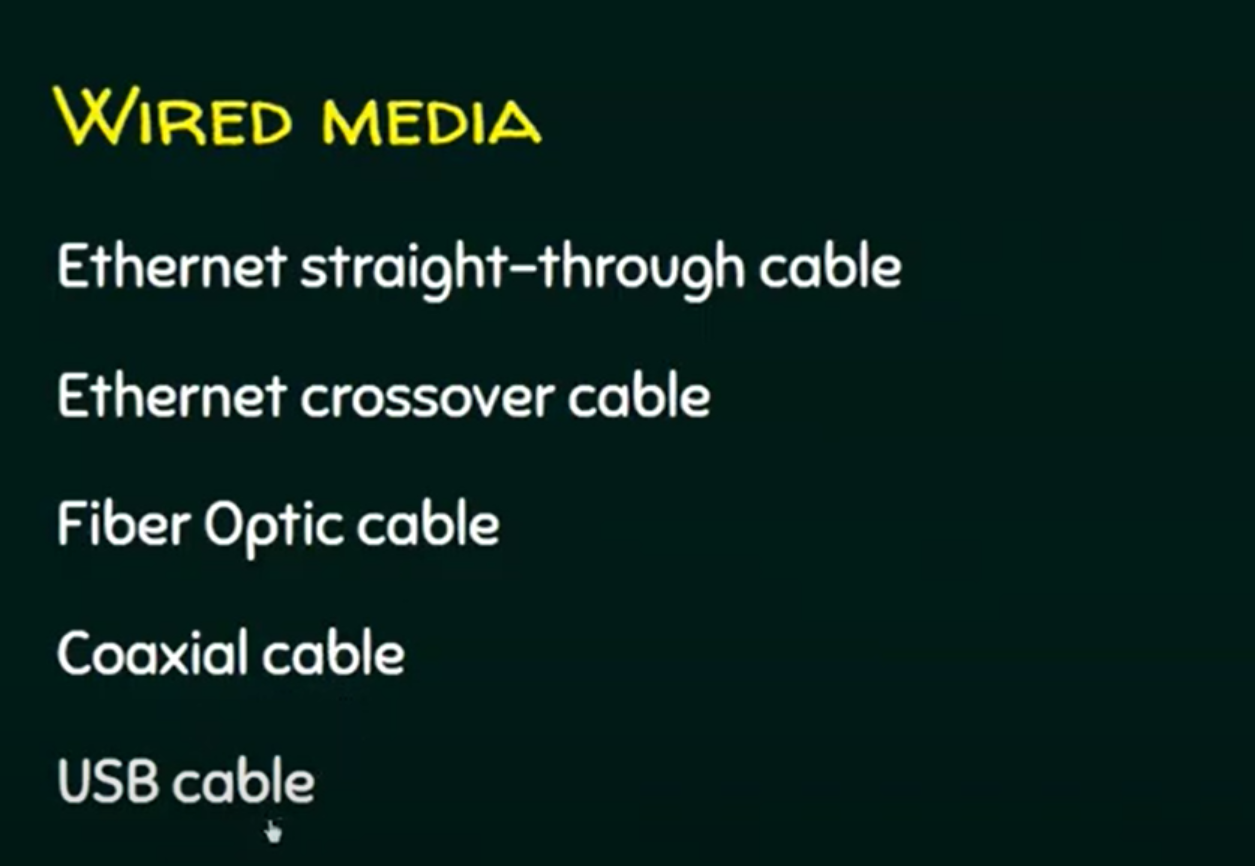 Wired media
Ethernet straight-through cable
Ethernet crossover cable
Fiber Optic cable
Coaxial cable
USB cable